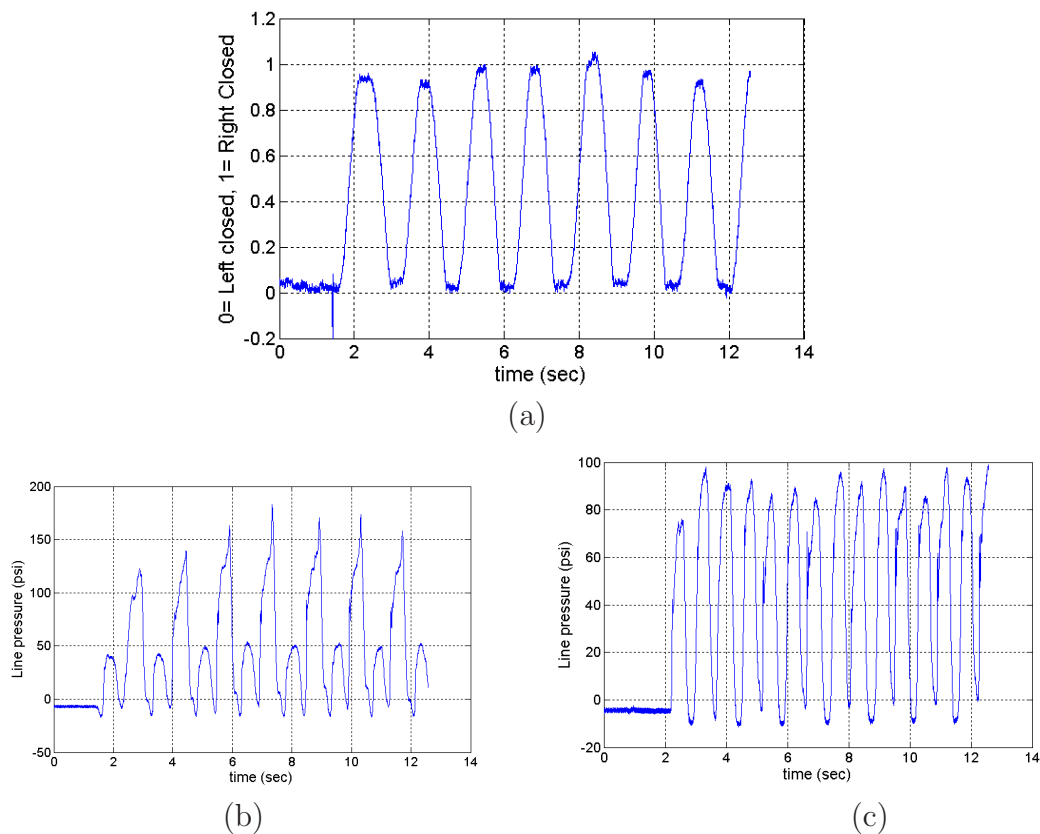 1.2
1
0.8
0.6
0.4
0.2
0
-0.2
0= Left closed, 1= Right Closed
0 2 4 6 8 10 12 14
time (sec)
(a)
200
150
100
50
0
-50
Line pressure (psi)
0 2 4 6 8 10 12 14
time (sec)
(b)
100
80
60
40
20
0
-20
Line pressure (psi)
0 2 4 6 8 10 12 14
time (sec)
(c)